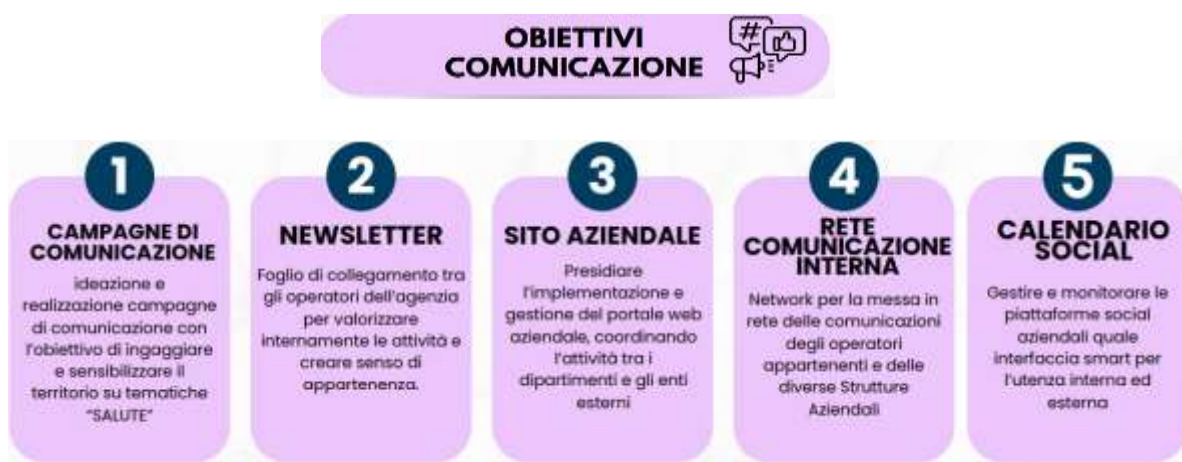 OBIETTIVI
COMUNICAZIONE
#
1
CAMPAGNE DI
COMUNICAZIONE
ideazione e
realizzazione campagne
di comunicazione con
l'obiettivo di ingaggiare
e sensibilizzare il
territorio su tematiche
"SALUTE"
2
NEWSLETTER
Foglio di collegamento tra
gli operatori dell'agenzia
per valorizzare
internamente le attività e
creare senso di
appartenenza.
3
SITO AZIENDALE
Presidiare
l'implementazione e
gestione del portale web
aziendale, coordinando
l'attività tra i
dipartimenti e gli enti
esterni
4
RETE
COMUNICAZIONE
INTERNA
Network per la messa in
rete delle comunicazioni
degli operatori
appartenenti e delle
diverse Strutture
Aziendali
5
CALENDARIO
SOCIAL
Gestire e monitorare le
piattaforme social
aziendali quale
interfaccia smart per
l'utenza interna ed
esterna